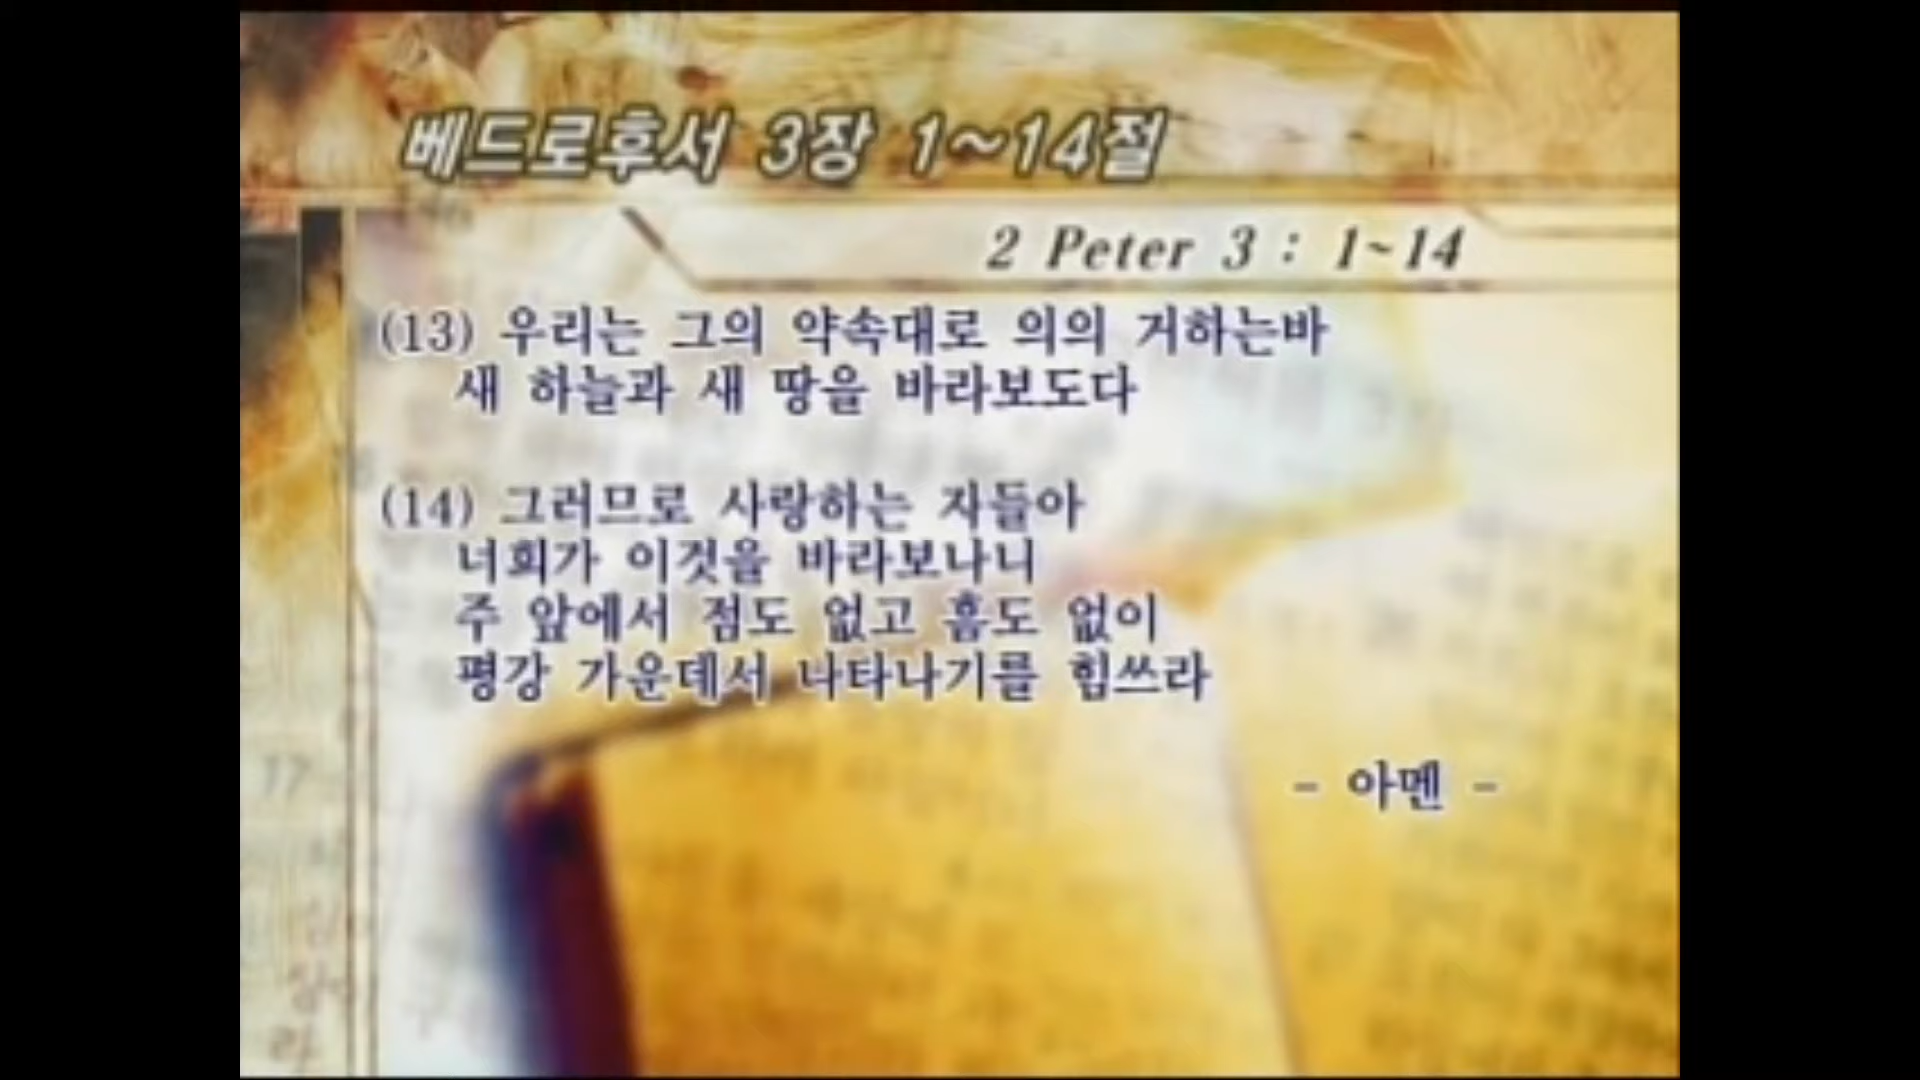 베드로후서 3장 1~14절
2 Peter 3 : 1~14
(13) 우리는 그의 약속대로 의의 거하는바
새 하늘과 새 땅을 바라보도다
(14) 그러므로 사랑하는 자들아
너희가 이것을 바라보나니
주 앞에서 점도 없고 흠도 없이
평강 가운데서 나타나기를 힘쓰라
- 아멘 -